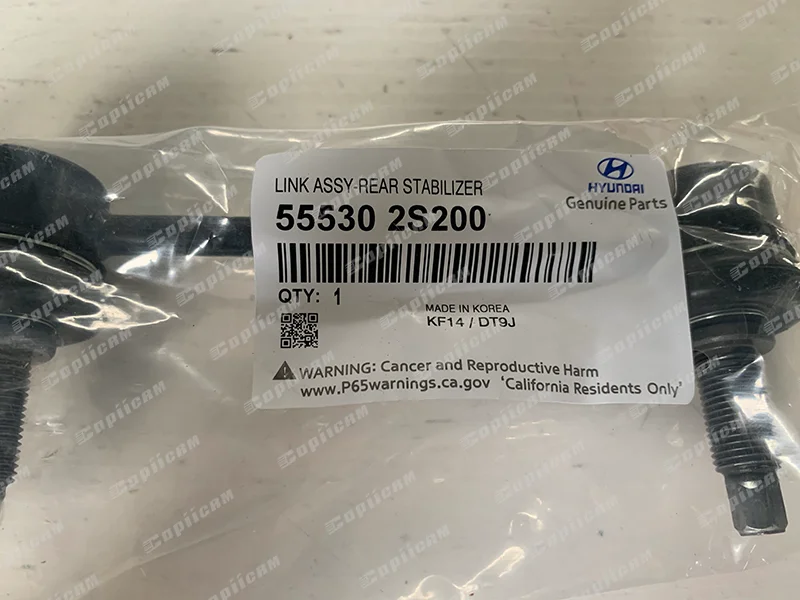 LINK ASSY-REAR STABILIZER
HYUNDAI
Genuine Parts
55530 2S200
QTY: 1
MADE IN KOREA
KF14 / DT9J
WARNING: Cancer and Reproductive Harm
www.P65warnings.ca.gov 'California Residents Only'
Copiicam